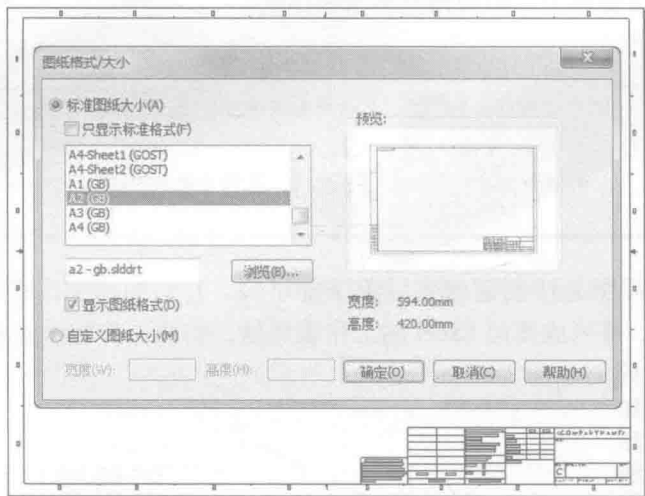 图纸格式/大小
标准图纸大小(A)
只显示标准格式(F)
A4-Sheet1 (GOST)
A4-Sheet2 (GOST)
A1 (GB)
A2 (GB)
A3 (GB)
A4 (GB)
a2-gb.slddrt
浏览(B)...
显示图纸格式(D)
自定义图纸大小(M)
宽度(W):
高度(H):
预览:
宽度: 594.00mm
高度: 420.00mm
确定(O)
取消(C)
帮助(H)